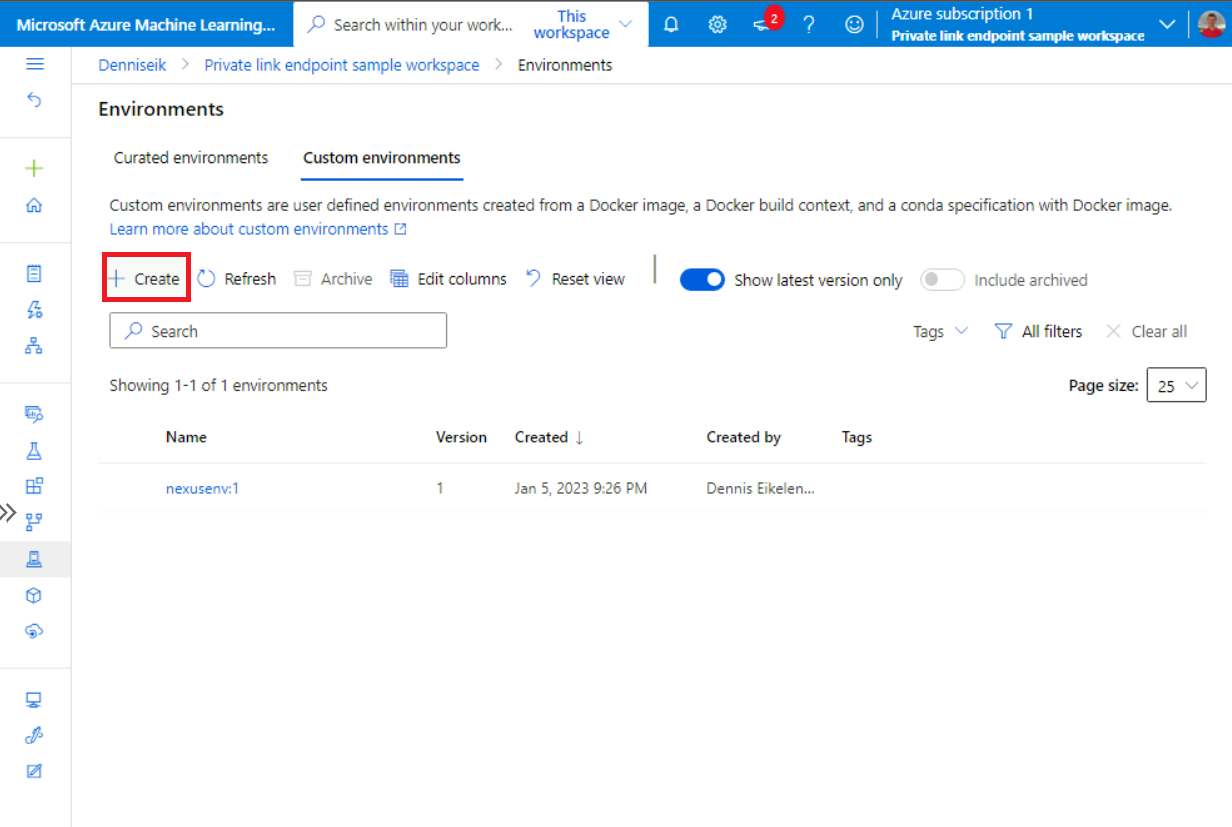 Microsoft Azure Machine Learning...
Search within your work...
This workspace
2
?
Azure subscription 1
Private link endpoint sample workspace
Denniseik > Private link endpoint sample workspace > Environments
Environments
Curated environments
Custom environments
Custom environments are user defined environments created from a Docker image, a Docker build context, and a conda specification with Docker image.
Learn more about custom environments
Create
Refresh
Archive
Edit columns
Reset view
Show latest version only
Include archived
Search
Tags
All filters
Clear all
Showing 1-1 of 1 environments
Page size: 25
Name Version Created ↓ Created by Tags
nexusenv:1 1 Jan 5, 2023 9:26 PM Dennis Eikelen...